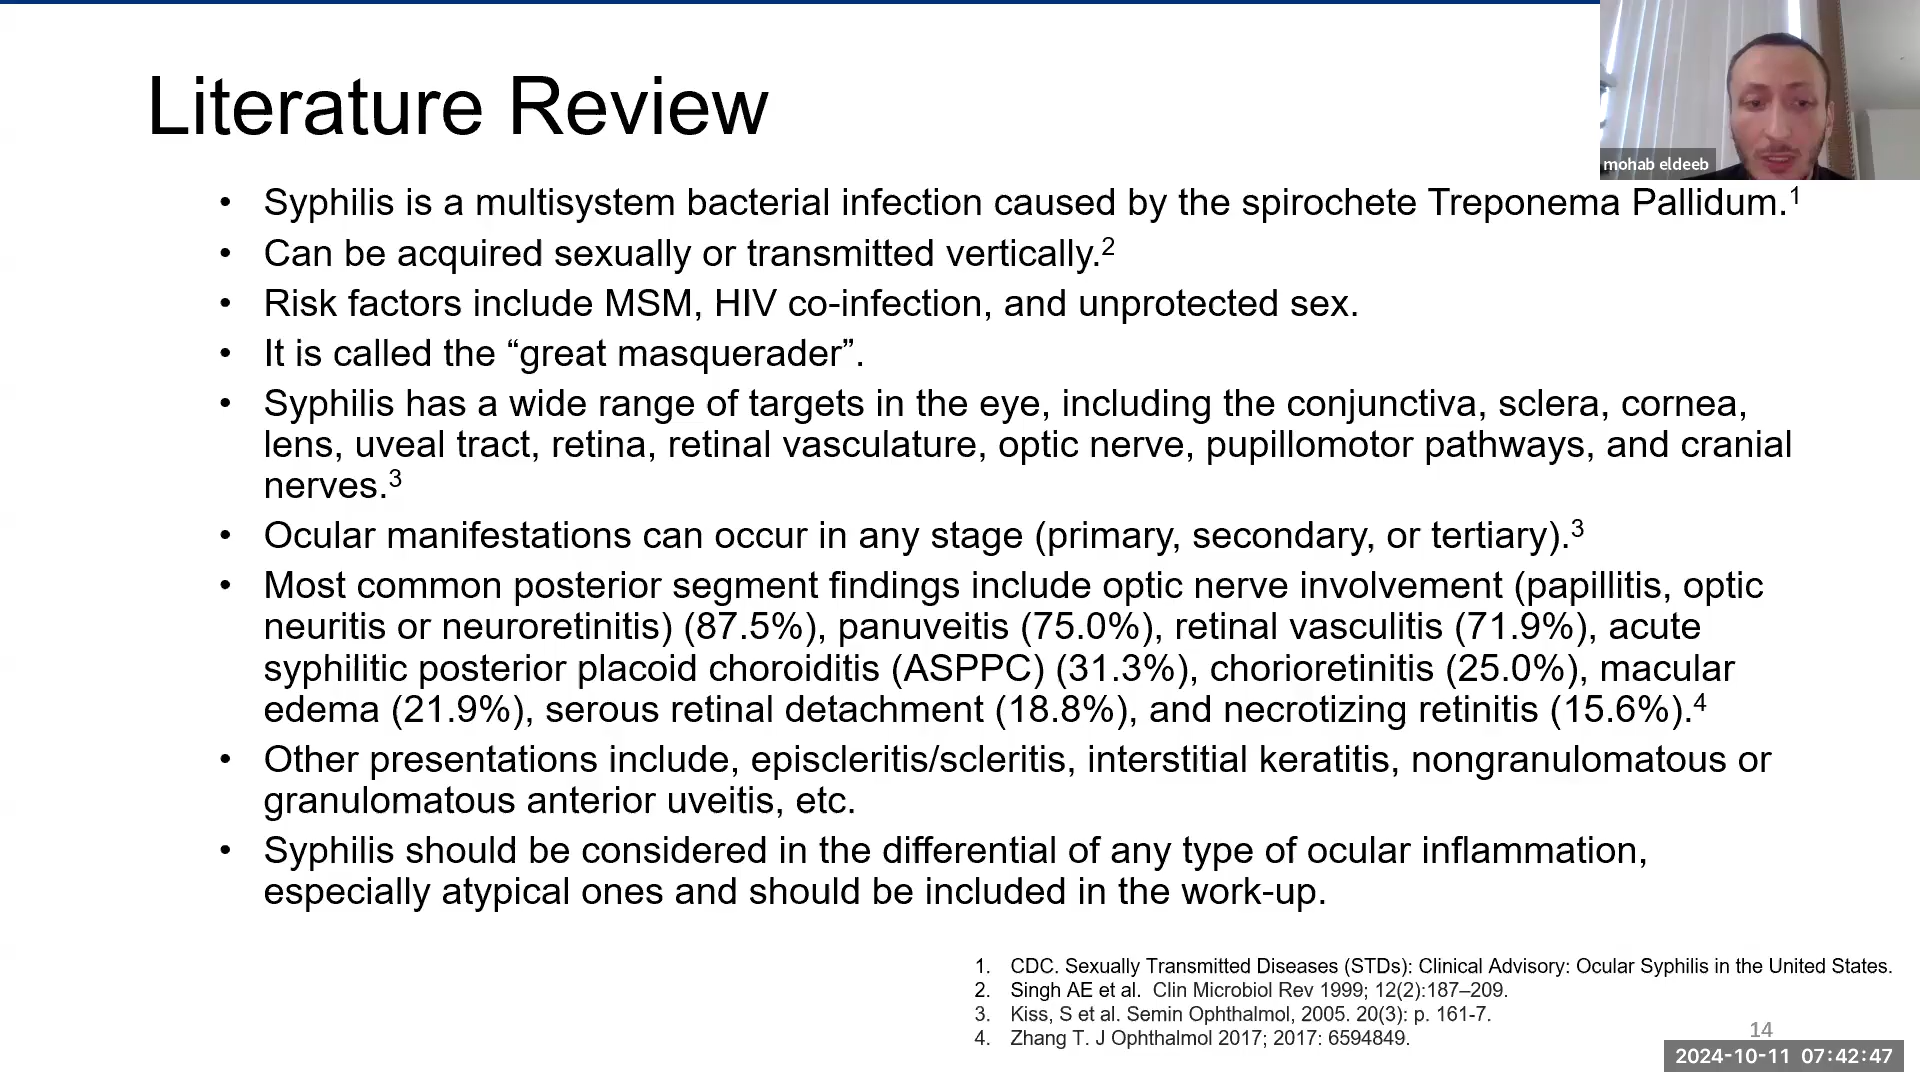 Literature Review
mohab eldeeb
• Syphilis is a multisystem bacterial infection caused by the spirochete Treponema Pallidum.1
• Can be acquired sexually or transmitted vertically.2
• Risk factors include MSM, HIV co-infection, and unprotected sex.
• It is called the “great masquerader”.
• Syphilis has a wide range of targets in the eye, including the conjunctiva, sclera, cornea,
lens, uveal tract, retina, retinal vasculature, optic nerve, pupillomotor pathways, and cranial
nerves.3
• Ocular manifestations can occur in any stage (primary, secondary, or tertiary).3
• Most common posterior segment findings include optic nerve involvement (papillitis, optic
neuritis or neuroretinitis) (87.5%), panuveitis (75.0%), retinal vasculitis (71.9%), acute
syphilitic posterior placoid choroiditis (ASPPC) (31.3%), chorioretinitis (25.0%), macular
edema (21.9%), serous retinal detachment (18.8%), and necrotizing retinitis (15.6%).4
• Other presentations include, episcleritis/scleritis, interstitial keratitis, nongranulomatous or
granulomatous anterior uveitis, etc.
• Syphilis should be considered in the differential of any type of ocular inflammation,
especially atypical ones and should be included in the work-up.
1. CDC. Sexually Transmitted Diseases (STDs): Clinical Advisory: Ocular Syphilis in the United States.
2. Singh AE et al. Clin Microbiol Rev 1999; 12(2):187–209.
3. Kiss, S et al. Semin Ophthalmol, 2005. 20(3): p. 161-7.
4. Zhang T. J Ophthalmol 2017; 2017: 6594849.
14
2024-10-11 07:42:47